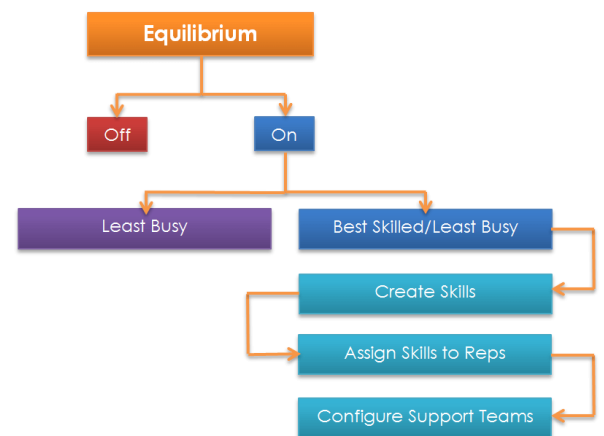 Equilibrium
Off
On
Least Busy
Best Skilled/Least Busy
Create Skills
Assign Skills to Reps
Configure Support Teams